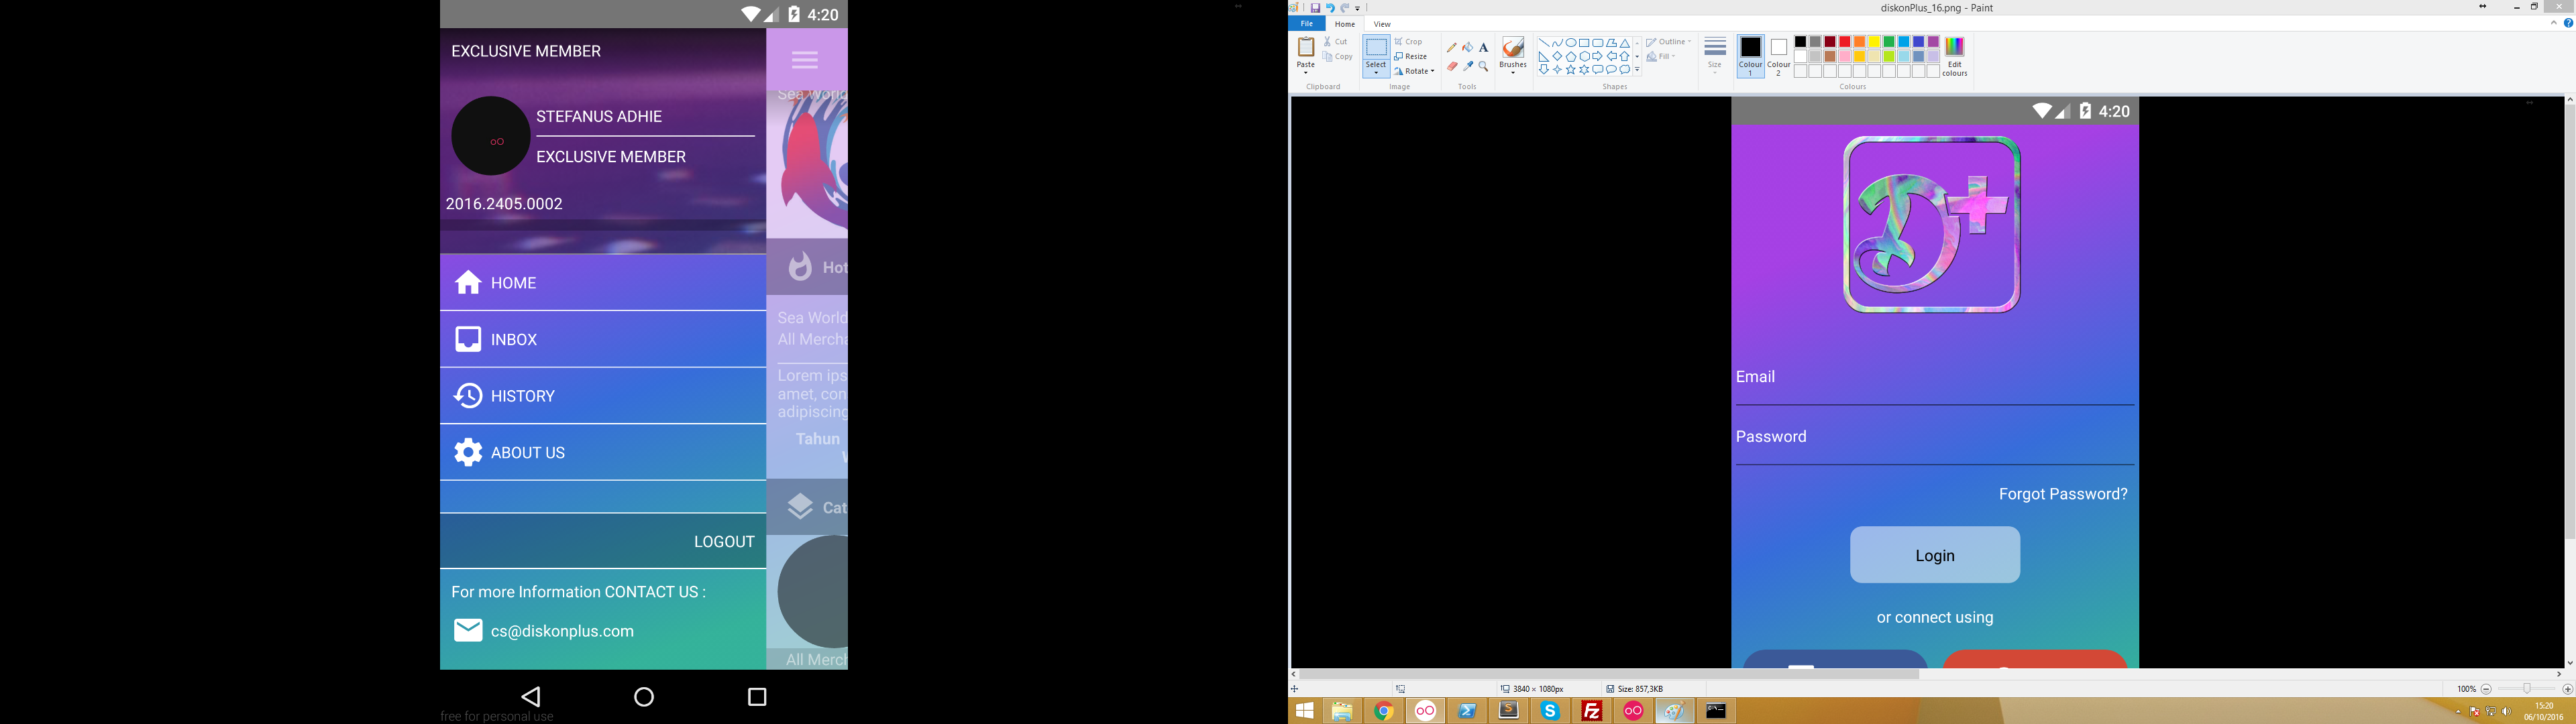 4:20
EXCLUSIVE MEMBER
STEFANUS ADHIE
EXCLUSIVE MEMBER
2016.2405.0002
HOME
INBOX
HISTORY
ABOUT US
LOGOUT
For more Information CONTACT US :
cs@diskonplus.com
free for personal use
Sea World
Hot
Sea World
All Mercha
Lorem ips
amet, con
adipiscing
Tahun
Cat
All Merch
diskonPlus_16.png - Paint
File Home View
Paste
Cut
Copy
Clipboard
Select
Crop
Resize
Rotate
Image
A
Tools
Brushes
Outline
Fill
Shapes
Size
Colour 1
Colour 2
Edit colours
Colours
4:20
D+
Email
Password
Forgot Password?
Login
or connect using
3840 × 1080px
Size: 857,3KB
100%
15:20
06/10/2016